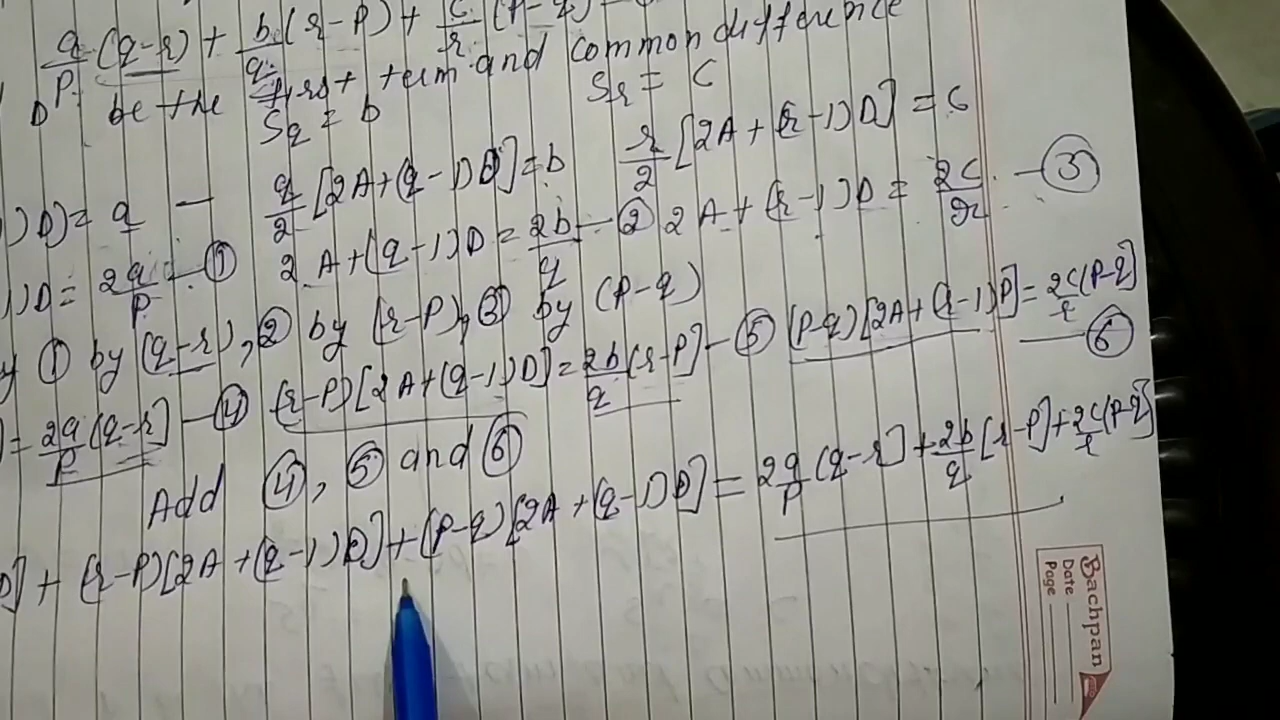 a/p (q-r) + b/q (r-p) + c/r (p-q)
D be the first term and common difference
Sq = b Sr = c
)D] = a - q/2 [2A+(q-1)D] = b r/2 [2A+(r-1)D] = c
)D = 2a/p - ① 2A+(q-1)D = 2b/q - ② 2A+(r-1)D = 2c/r - ③
y ① by (q-r), ② by (r-p), ③ by (p-q)
] = 2a/p (q-r] - ④ (r-p)[2A+(q-1)D] = 2b/q (r-p] - ⑤ (p-q)[2A+(r-1)D] = 2c/r (p-q] - ⑥
Add ④, ⑤ and ⑥
D] + (r-p)[2A+(q-1)D] + (p-q)[2A+(q-1)D] = 2a/p (q-r] + 2b/q [r-p] + 2c/r (p-q]
Bachpan
Date
Page